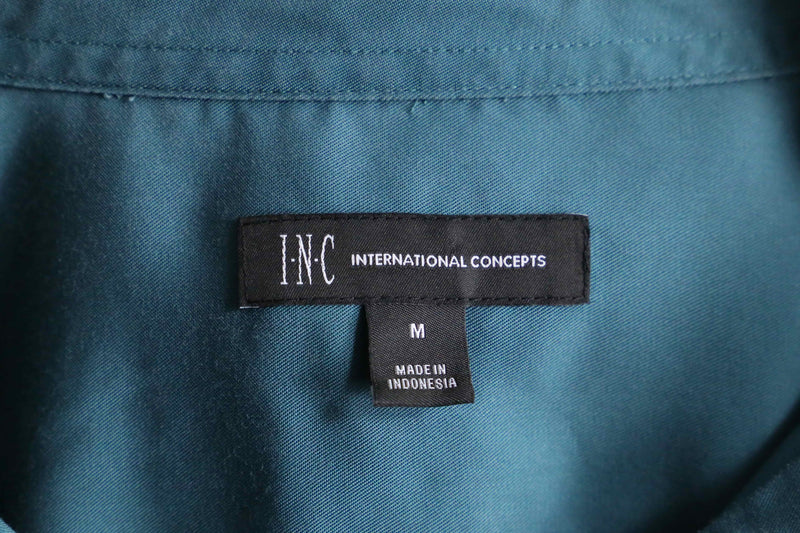 I·N·C INTERNATIONAL CONCEPTS
M
MADE IN
INDONESIA